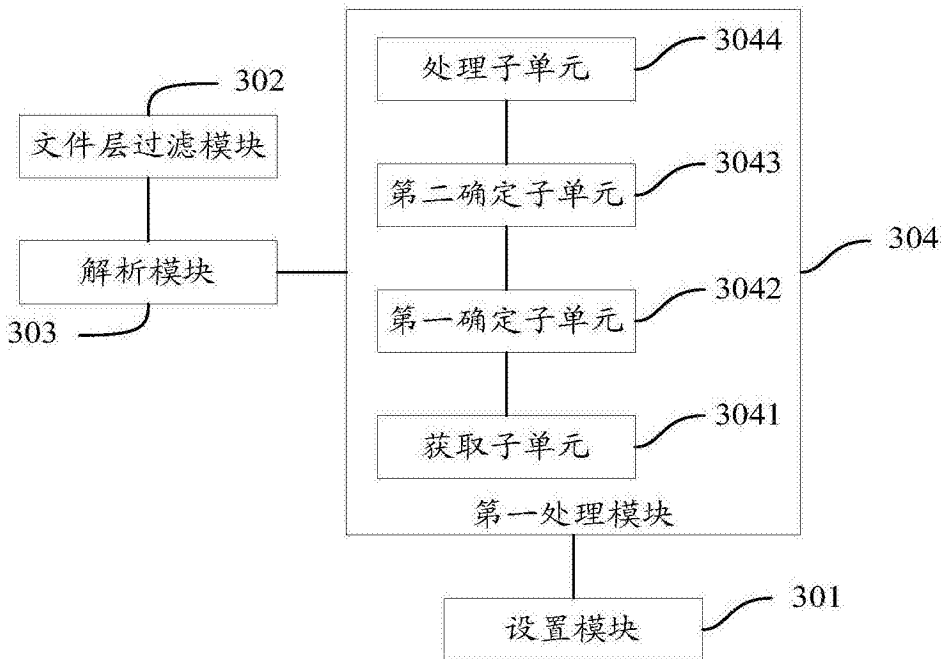 处理子单元
3044
302
文件层过滤模块
第二确定子单元
3043
304
解析模块
303
第一确定子单元
3042
获取子单元
3041
第一处理模块
设置模块
301